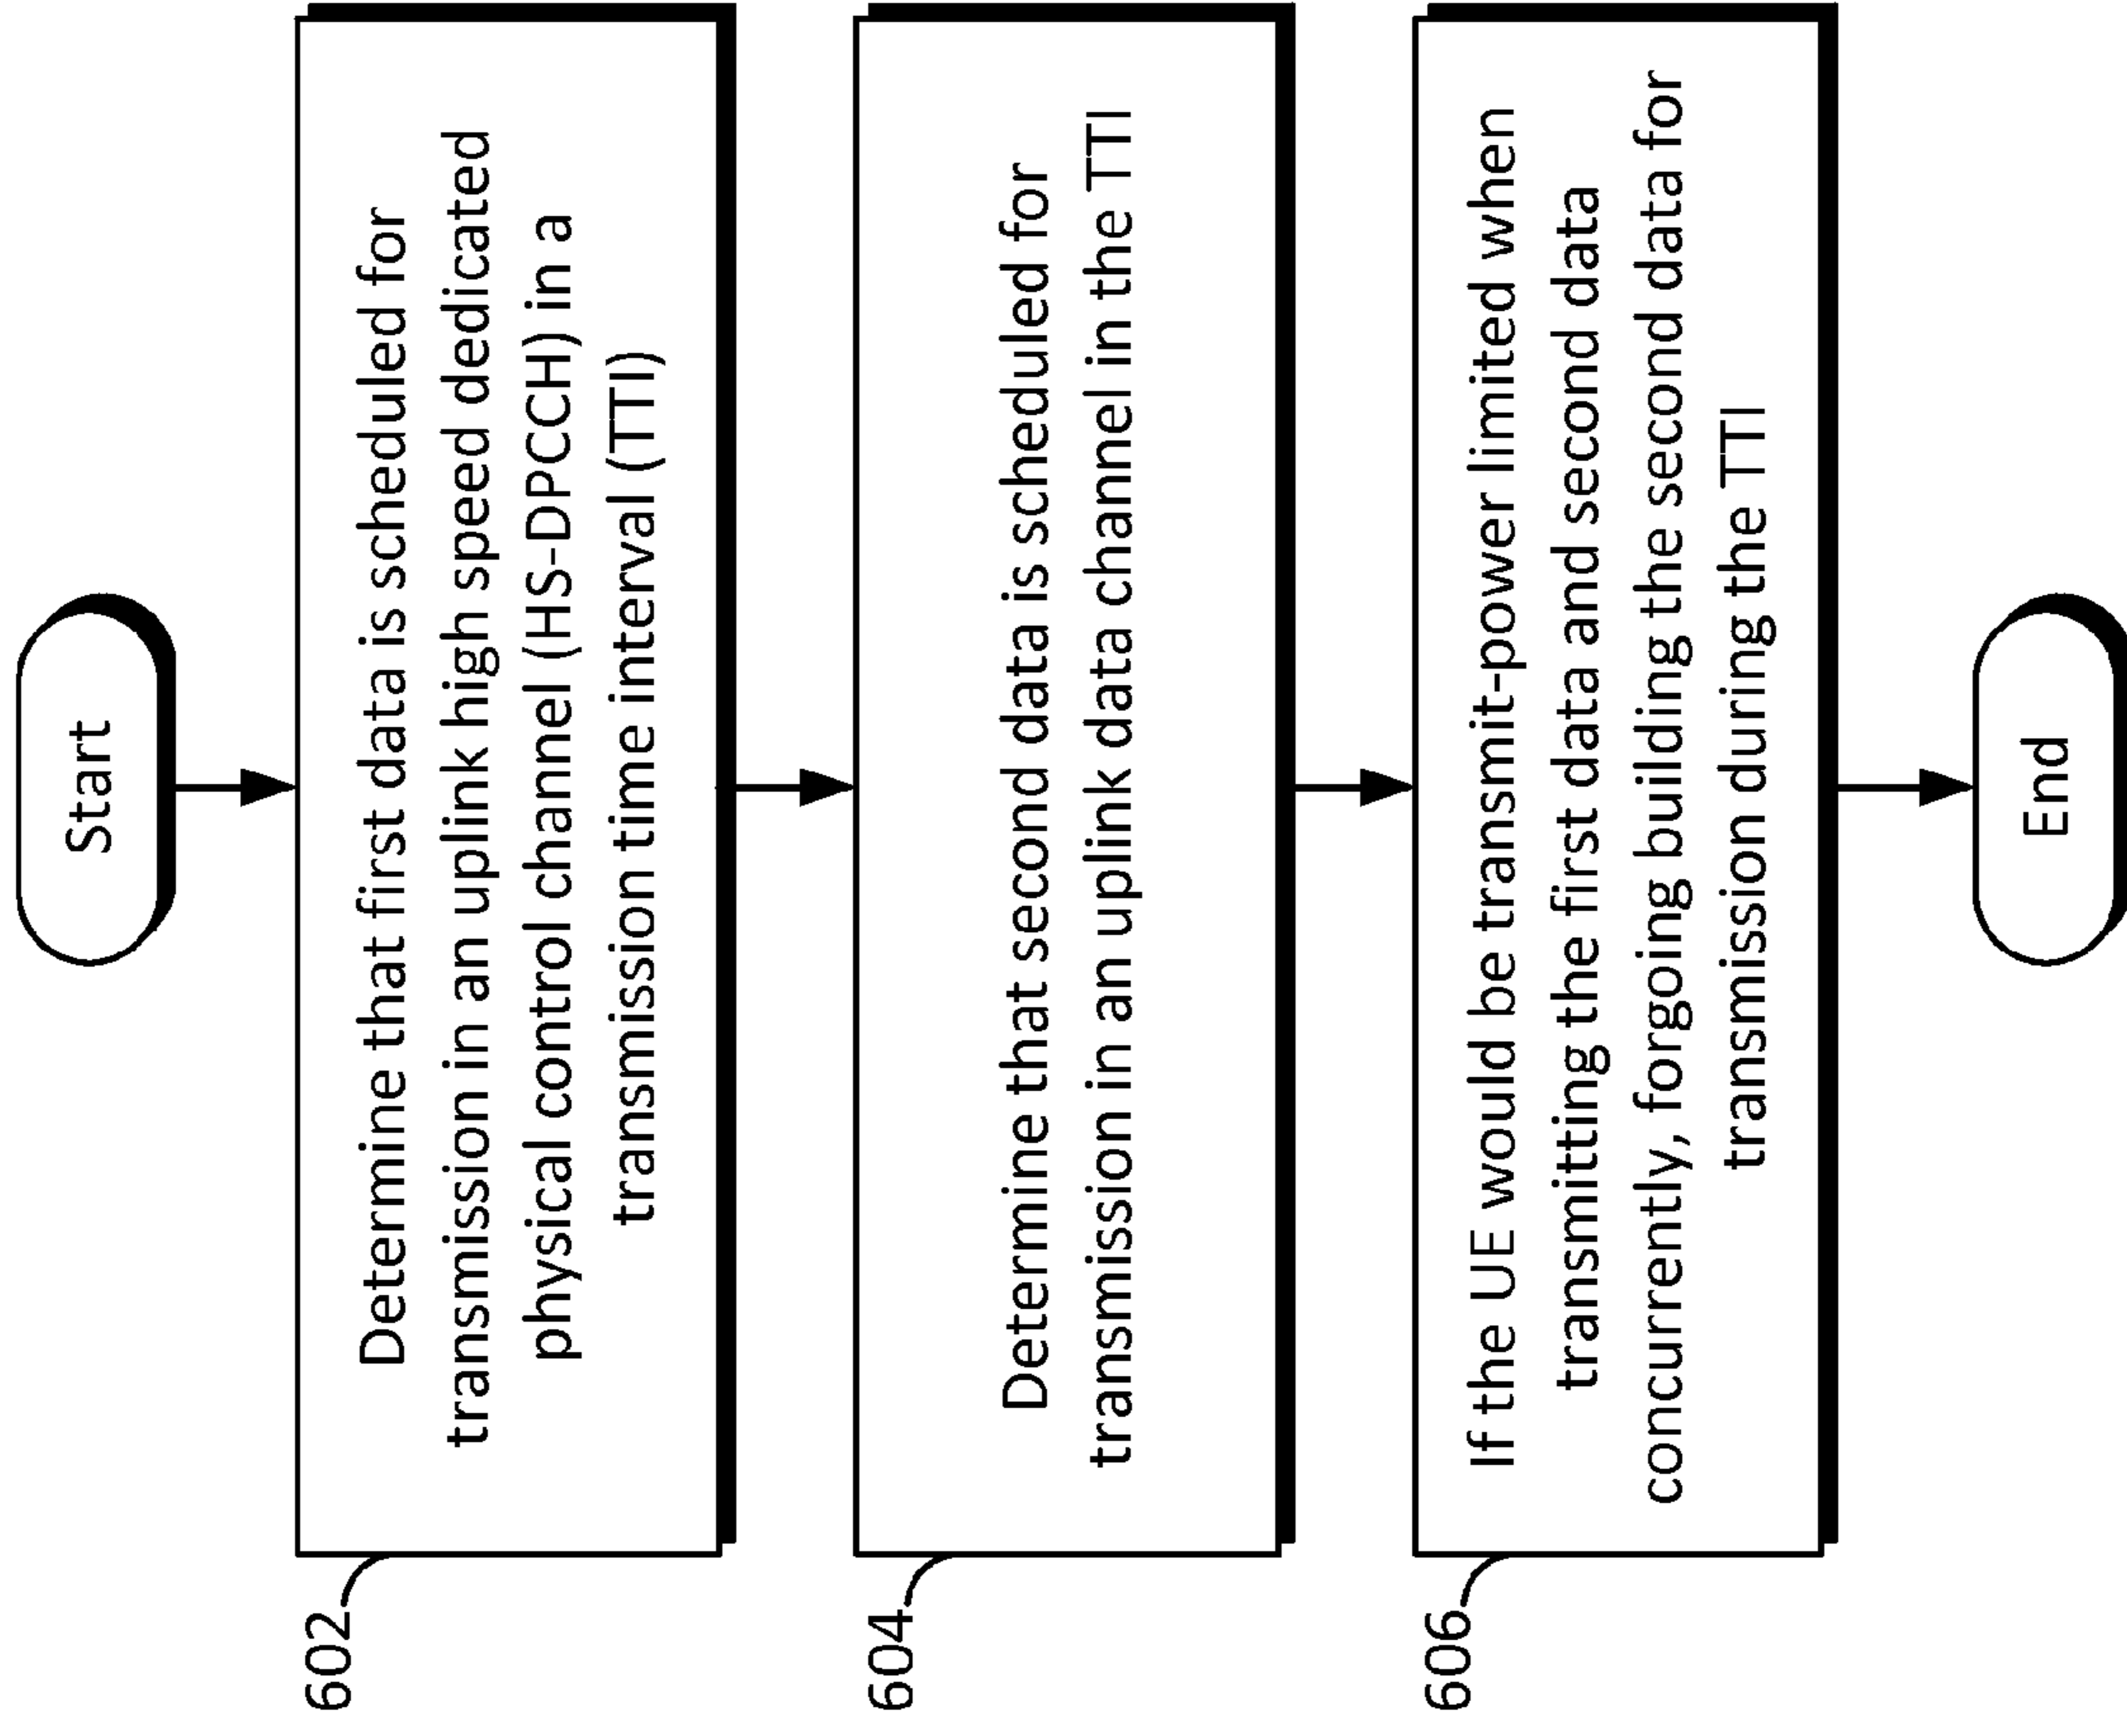 Start
602
Determine that first data is scheduled for
transmission in an uplink high speed dedicated
physical control channel (HS-DPCCH) in a
transmission time interval (TTI)
604
Determine that second data is scheduled for
transmission in an uplink data channel in the TTI
606
If the UE would be transmit-power limited when
transmitting the first data and second data
concurrently, forgoing building the second data for
transmission during the TTI
End